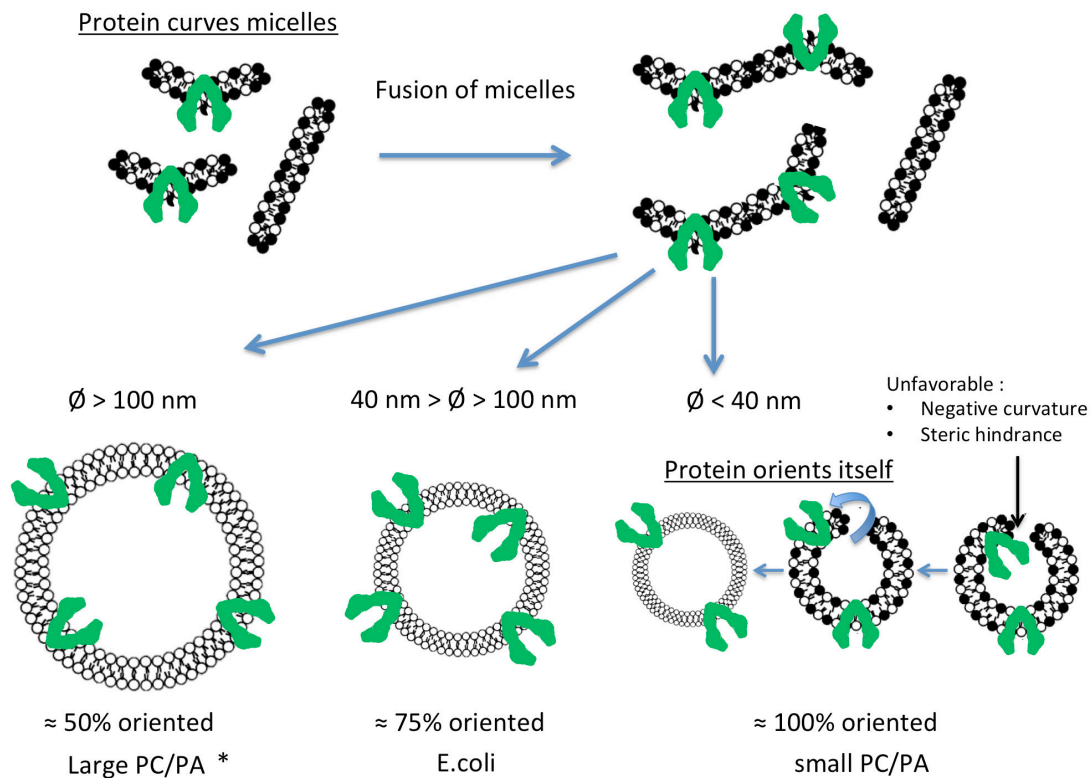 Protein curves micelles
Fusion of micelles
Ø > 100 nm
40 nm > Ø > 100 nm
Ø < 40 nm
Unfavorable :
• Negative curvature
• Steric hindrance
Protein orients itself
≈ 50% oriented
≈ 75% oriented
≈ 100% oriented
Large PC/PA *
E.coli
small PC/PA